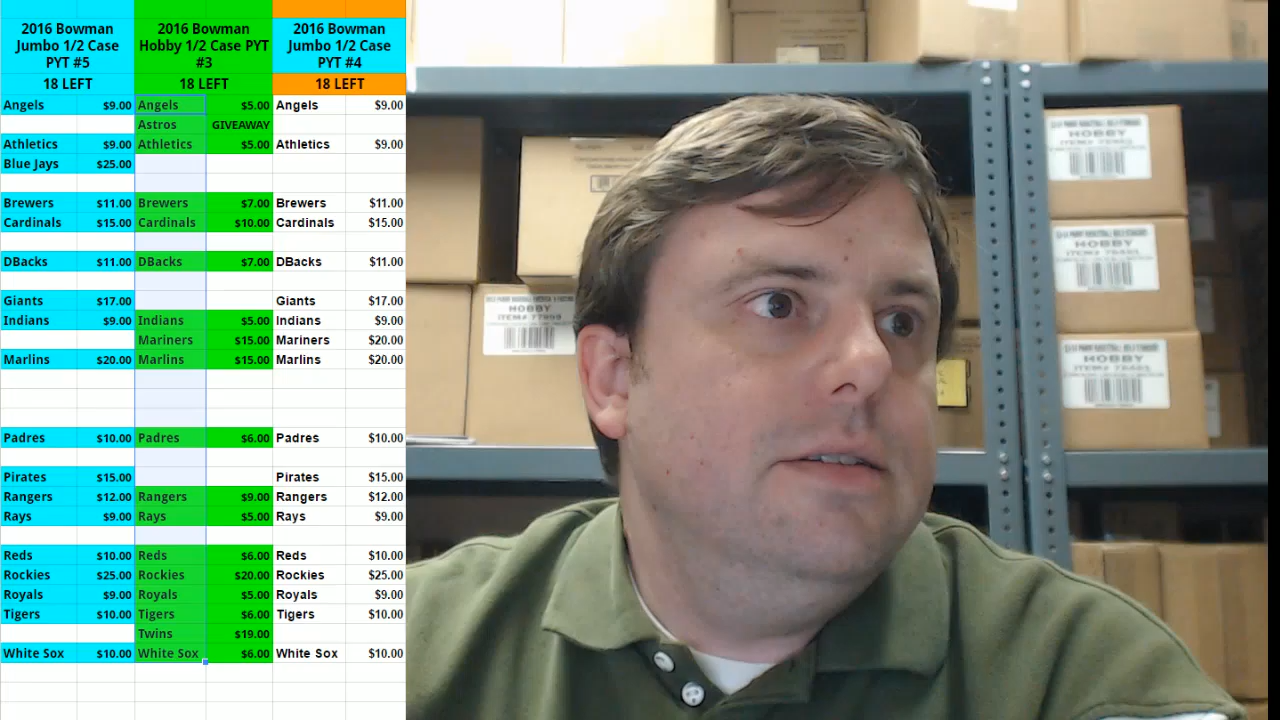 2016 Bowman
Jumbo 1/2 Case
PYT #5
18 LEFT
Angels $9.00
Athletics $9.00
Blue Jays $25.00
Brewers $11.00
Cardinals $15.00
DBacks $11.00
Giants $17.00
Indians $9.00
Marlins $20.00
Padres $10.00
Pirates $15.00
Rangers $12.00
Rays $9.00
Reds $10.00
Rockies $25.00
Royals $9.00
Tigers $10.00
White Sox $10.00
2016 Bowman
Hobby 1/2 Case PYT
#3
18 LEFT
Angels $5.00
Astros GIVEAWAY
Athletics $5.00
Brewers $7.00
Cardinals $10.00
DBacks $7.00
Indians $5.00
Mariners $15.00
Marlins $15.00
Padres $6.00
Rangers $9.00
Rays $5.00
Reds $6.00
Rockies $20.00
Royals $5.00
Tigers $6.00
Twins $19.00
White Sox $6.00
2016 Bowman
Jumbo 1/2 Case
PYT #4
18 LEFT
Angels $9.00
Athletics $9.00
Brewers $11.00
Cardinals $15.00
DBacks $11.00
Giants $17.00
Indians $9.00
Mariners $20.00
Marlins $20.00
Padres $10.00
Pirates $15.00
Rangers $12.00
Rays $9.00
Reds $10.00
Rockies $25.00
Royals $9.00
Tigers $10.00
White Sox $10.00
HOBBY
HOBBY
HOBBY
HOBBY